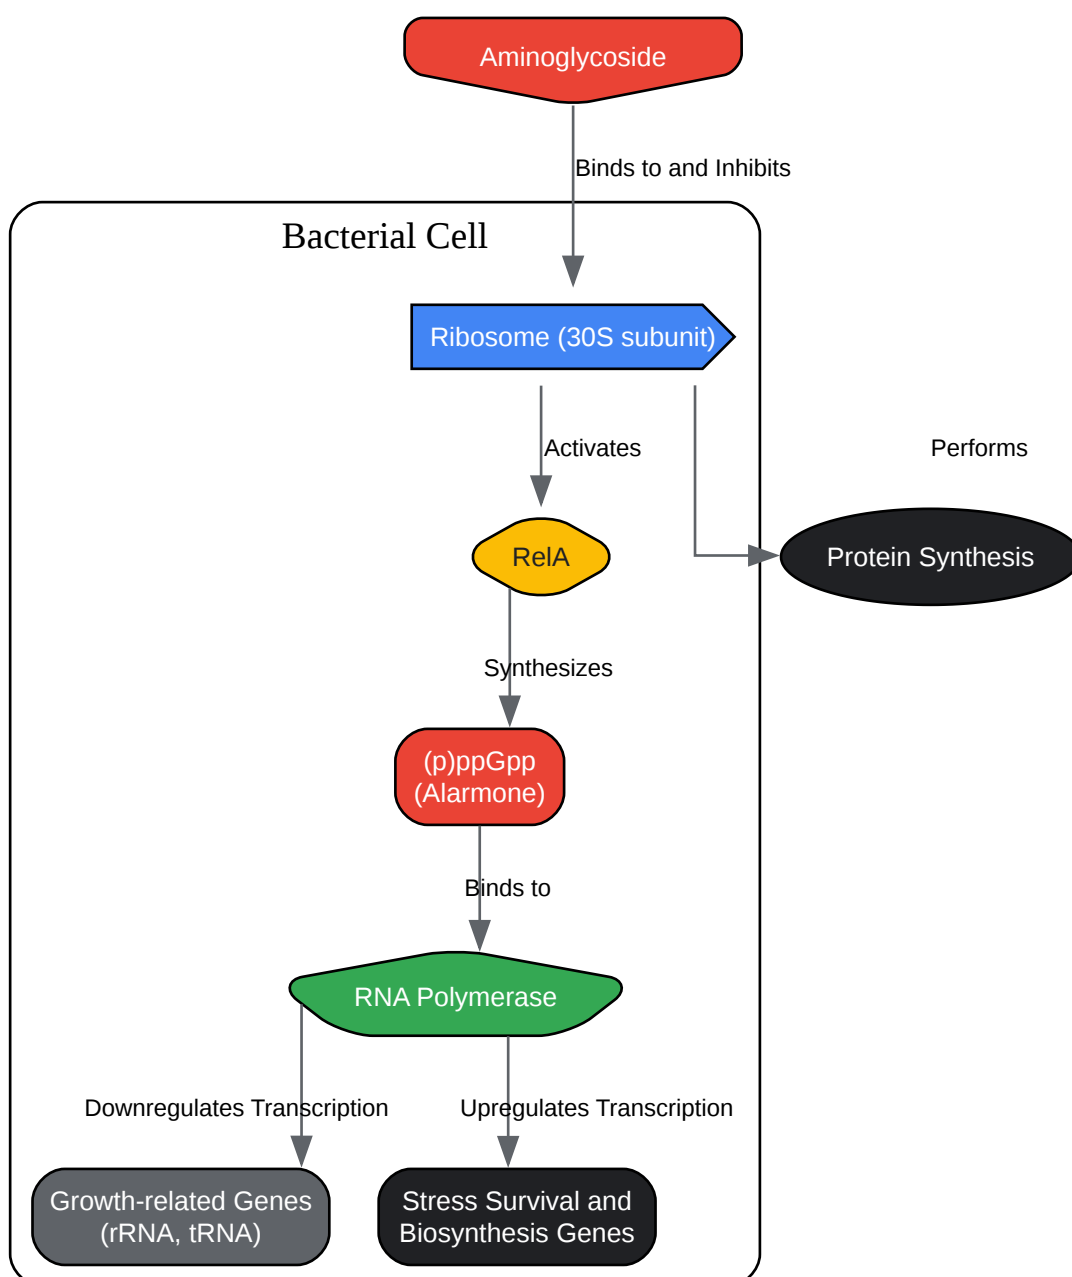 Aminoglycoside
Binds to and Inhibits
Bacterial Cell
Ribosome (30S subunit)
Activates
Performs
RelA
Protein Synthesis
Synthesizes
(p)ppGpp
(Alarmone)
Binds to
RNA Polymerase
Downregulates Transcription
Upregulates Transcription
Growth-related Genes
(rRNA, tRNA)
Stress Survival and
Biosynthesis Genes